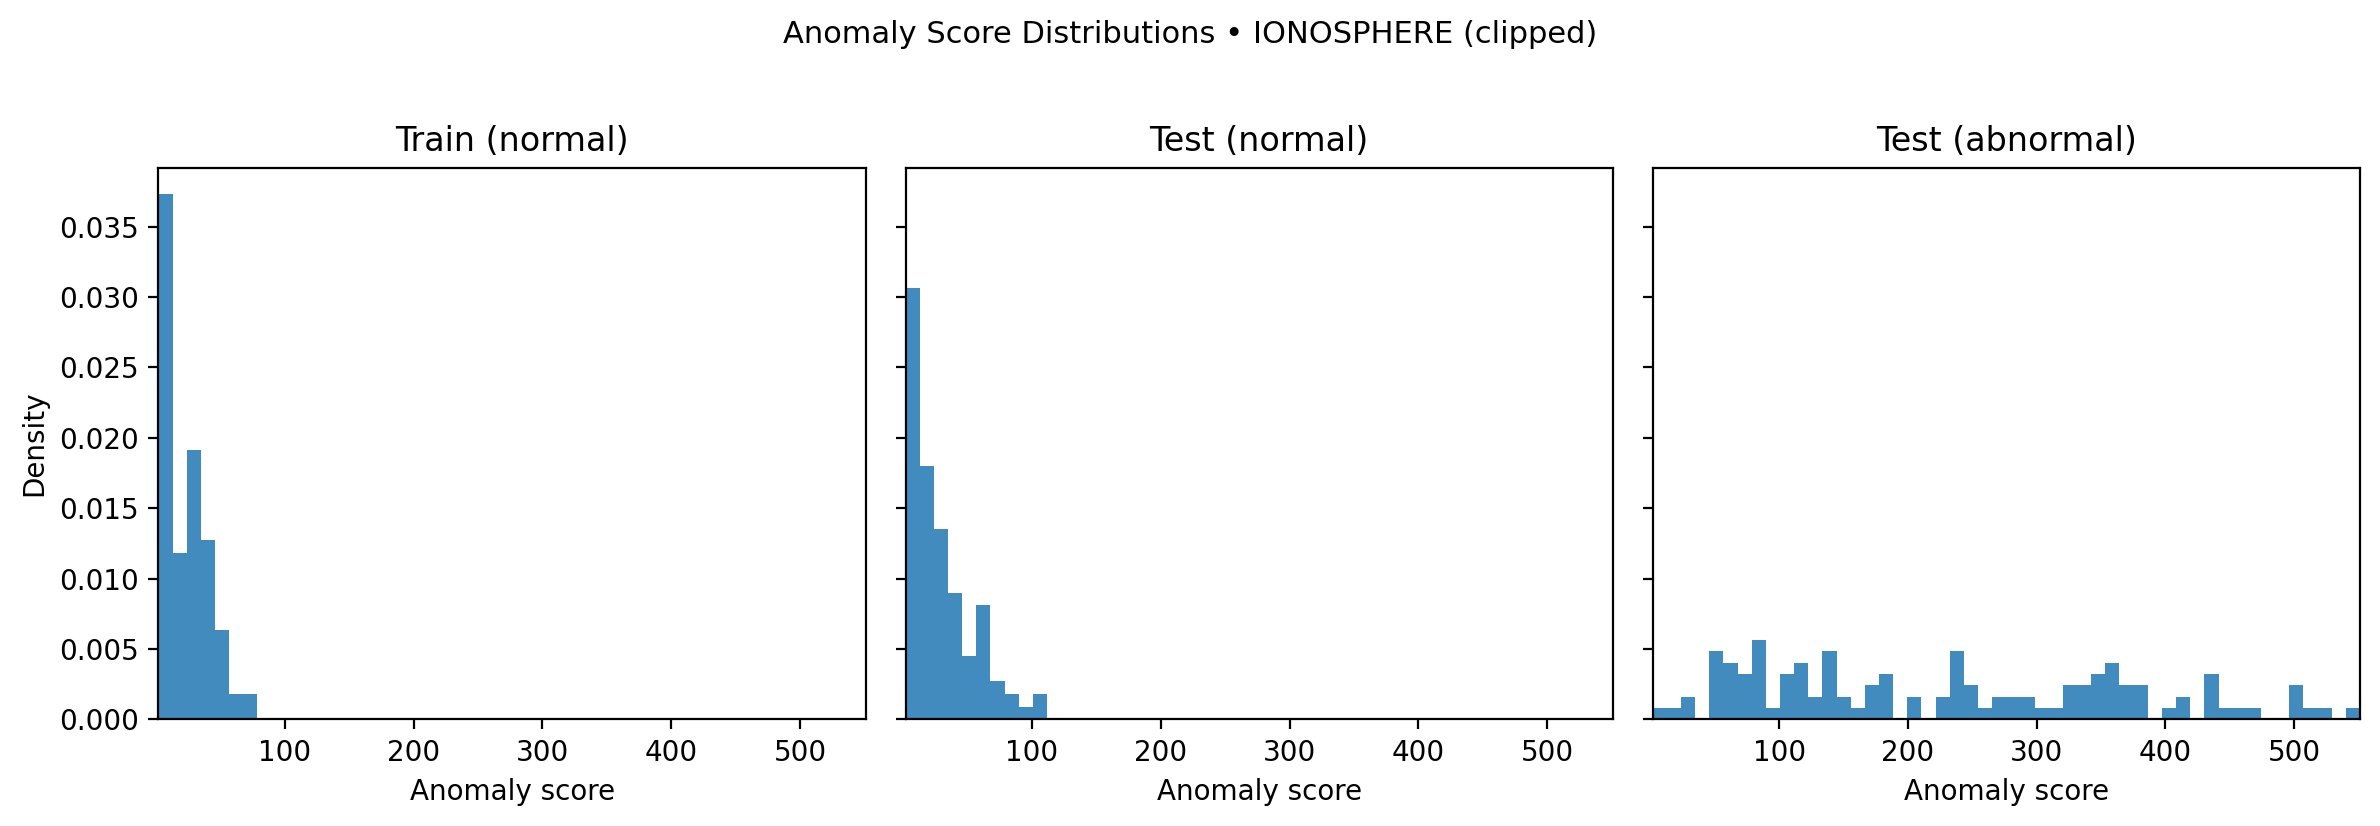 Anomaly Score Distributions • IONOSPHERE (clipped)
Train (normal)
Test (normal)
Test (abnormal)
Density
0.035
0.030
0.025
0.020
0.015
0.010
0.005
0.000
100 200 300 400 500
100 200 300 400 500
100 200 300 400 500
Anomaly score
Anomaly score
Anomaly score